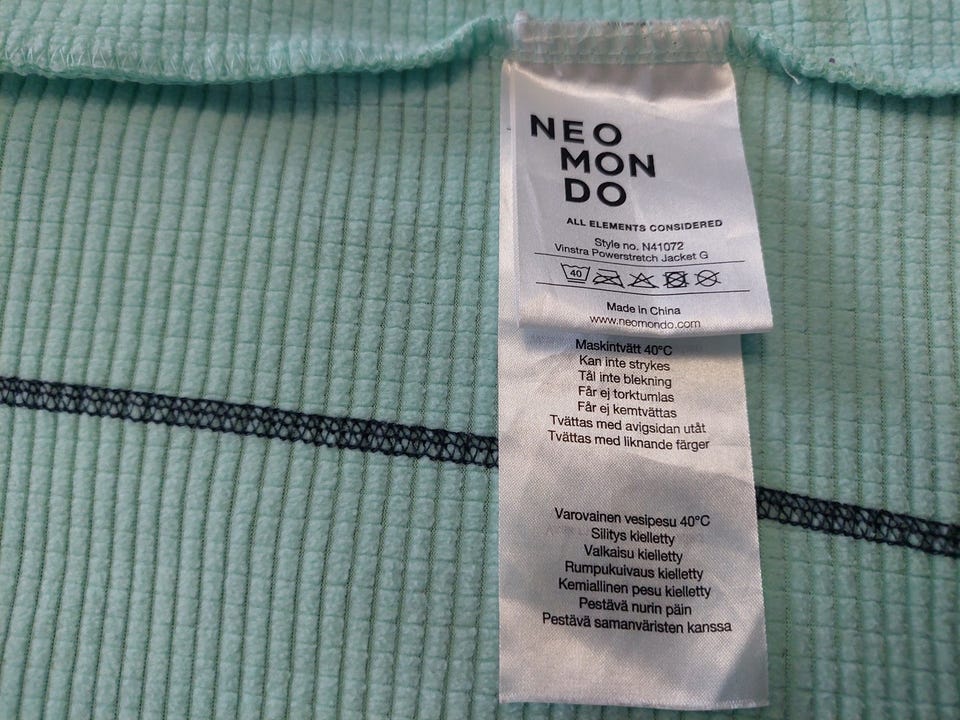 NEO
MON
DO
ALL ELEMENTS CONSIDERED
Style no. N41072
Vinstra Powerstretch Jacket G
40
Made in China
www.neomondo.com
Maskintvätt 40°C
Kan inte strykes
Tål inte blekning
Får ej torktumlas
Får ej kemtvättas
Tvättas med avigsidan utåt
Tvättas med liknande färger
Varovainen vesipesu 40°C
Silitys kielletty
Valkaisu kielletty
Rumpukuivaus kielletty
Kemiallinen pesu kielletty
Pestävä nurin päin
Pestävä samanväristen kanssa